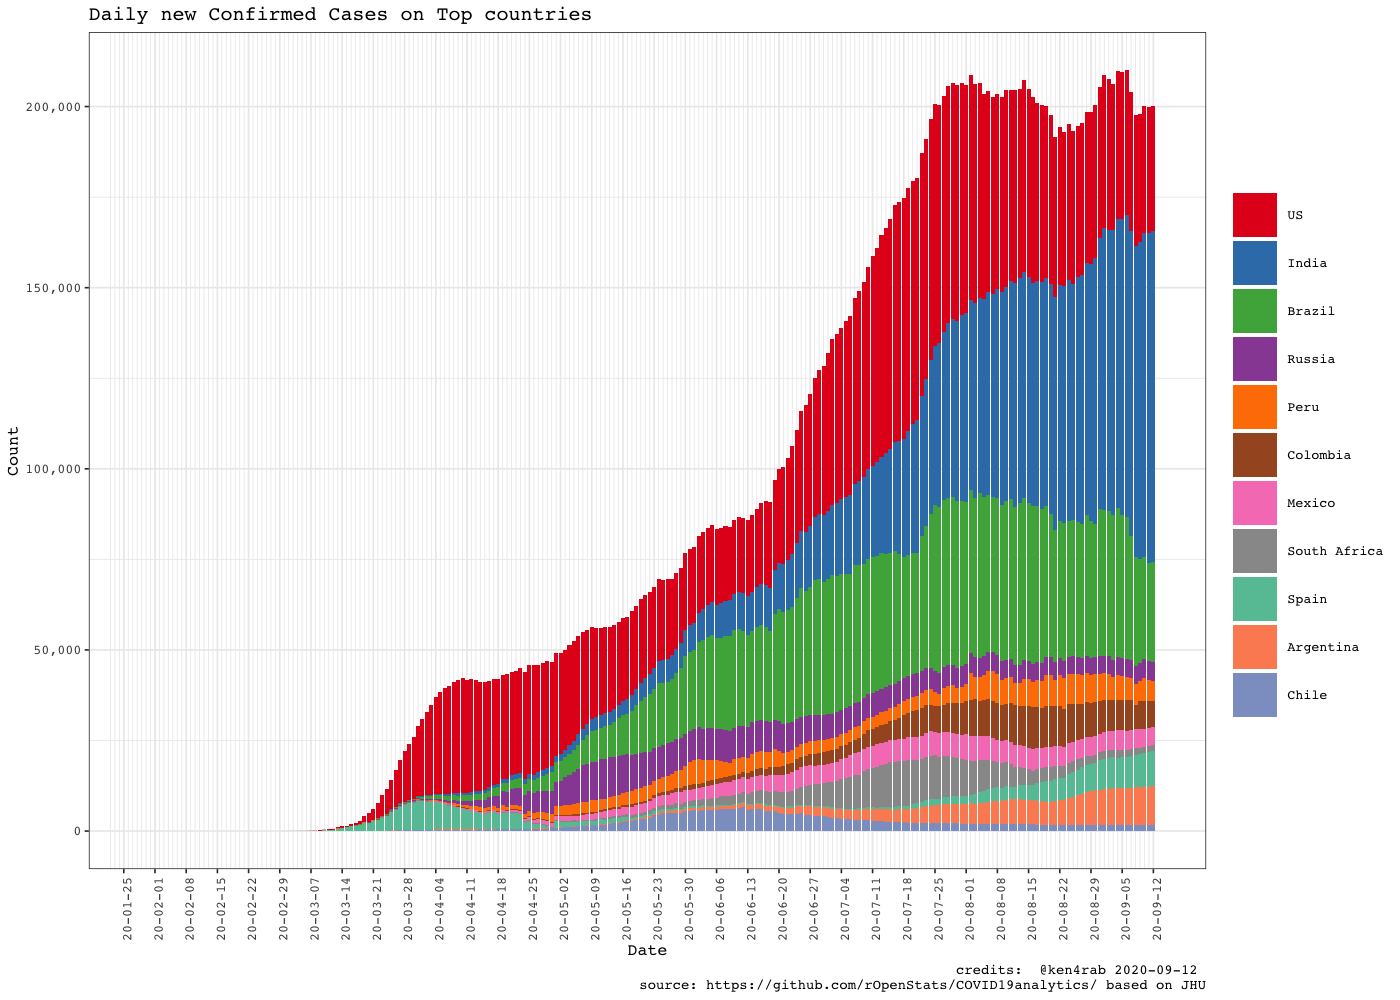 Daily new Confirmed Cases on Top countries
Count
200,000
150,000
100,000
50,000
0
20-01-25
20-02-01
20-02-08
20-02-15
20-02-22
20-02-29
20-03-07
20-03-14
20-03-21
20-03-28
20-04-04
20-04-11
20-04-18
20-04-25
20-05-02
20-05-09
20-05-16
20-05-23
20-05-30
20-06-06
20-06-13
20-06-20
20-06-27
20-07-04
20-07-11
20-07-18
20-07-25
20-08-01
20-08-08
20-08-15
20-08-22
20-08-29
20-09-05
20-09-12
Date
US
India
Brazil
Russia
Peru
Colombia
Mexico
South Africa
Spain
Argentina
Chile
credits:  @ken4rab 2020-09-12
source: https://github.com/rOpenStats/COVID19analytics/ based on JHU